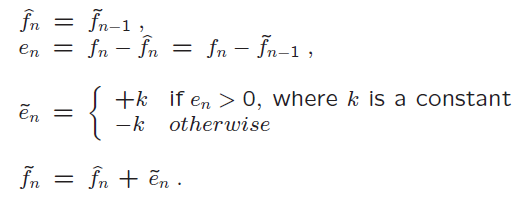 f̂ₙ = f̃ₙ₋₁ ,
eₙ = fₙ − f̂ₙ = fₙ − f̃ₙ₋₁ ,
ẽₙ = { +k if eₙ > 0, where k is a constant
−k otherwise
f̃ₙ = f̂ₙ + ẽₙ .